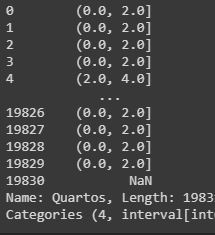 0 (0.0, 2.0]
1 (0.0, 2.0]
2 (0.0, 2.0]
3 (0.0, 2.0]
4 (2.0, 4.0]
...
19826 (0.0, 2.0]
19827 (0.0, 2.0]
19828 (0.0, 2.0]
19829 (0.0, 2.0]
19830 NaN
Name: Quartos, Length: 1983
Categories (4, interval[int